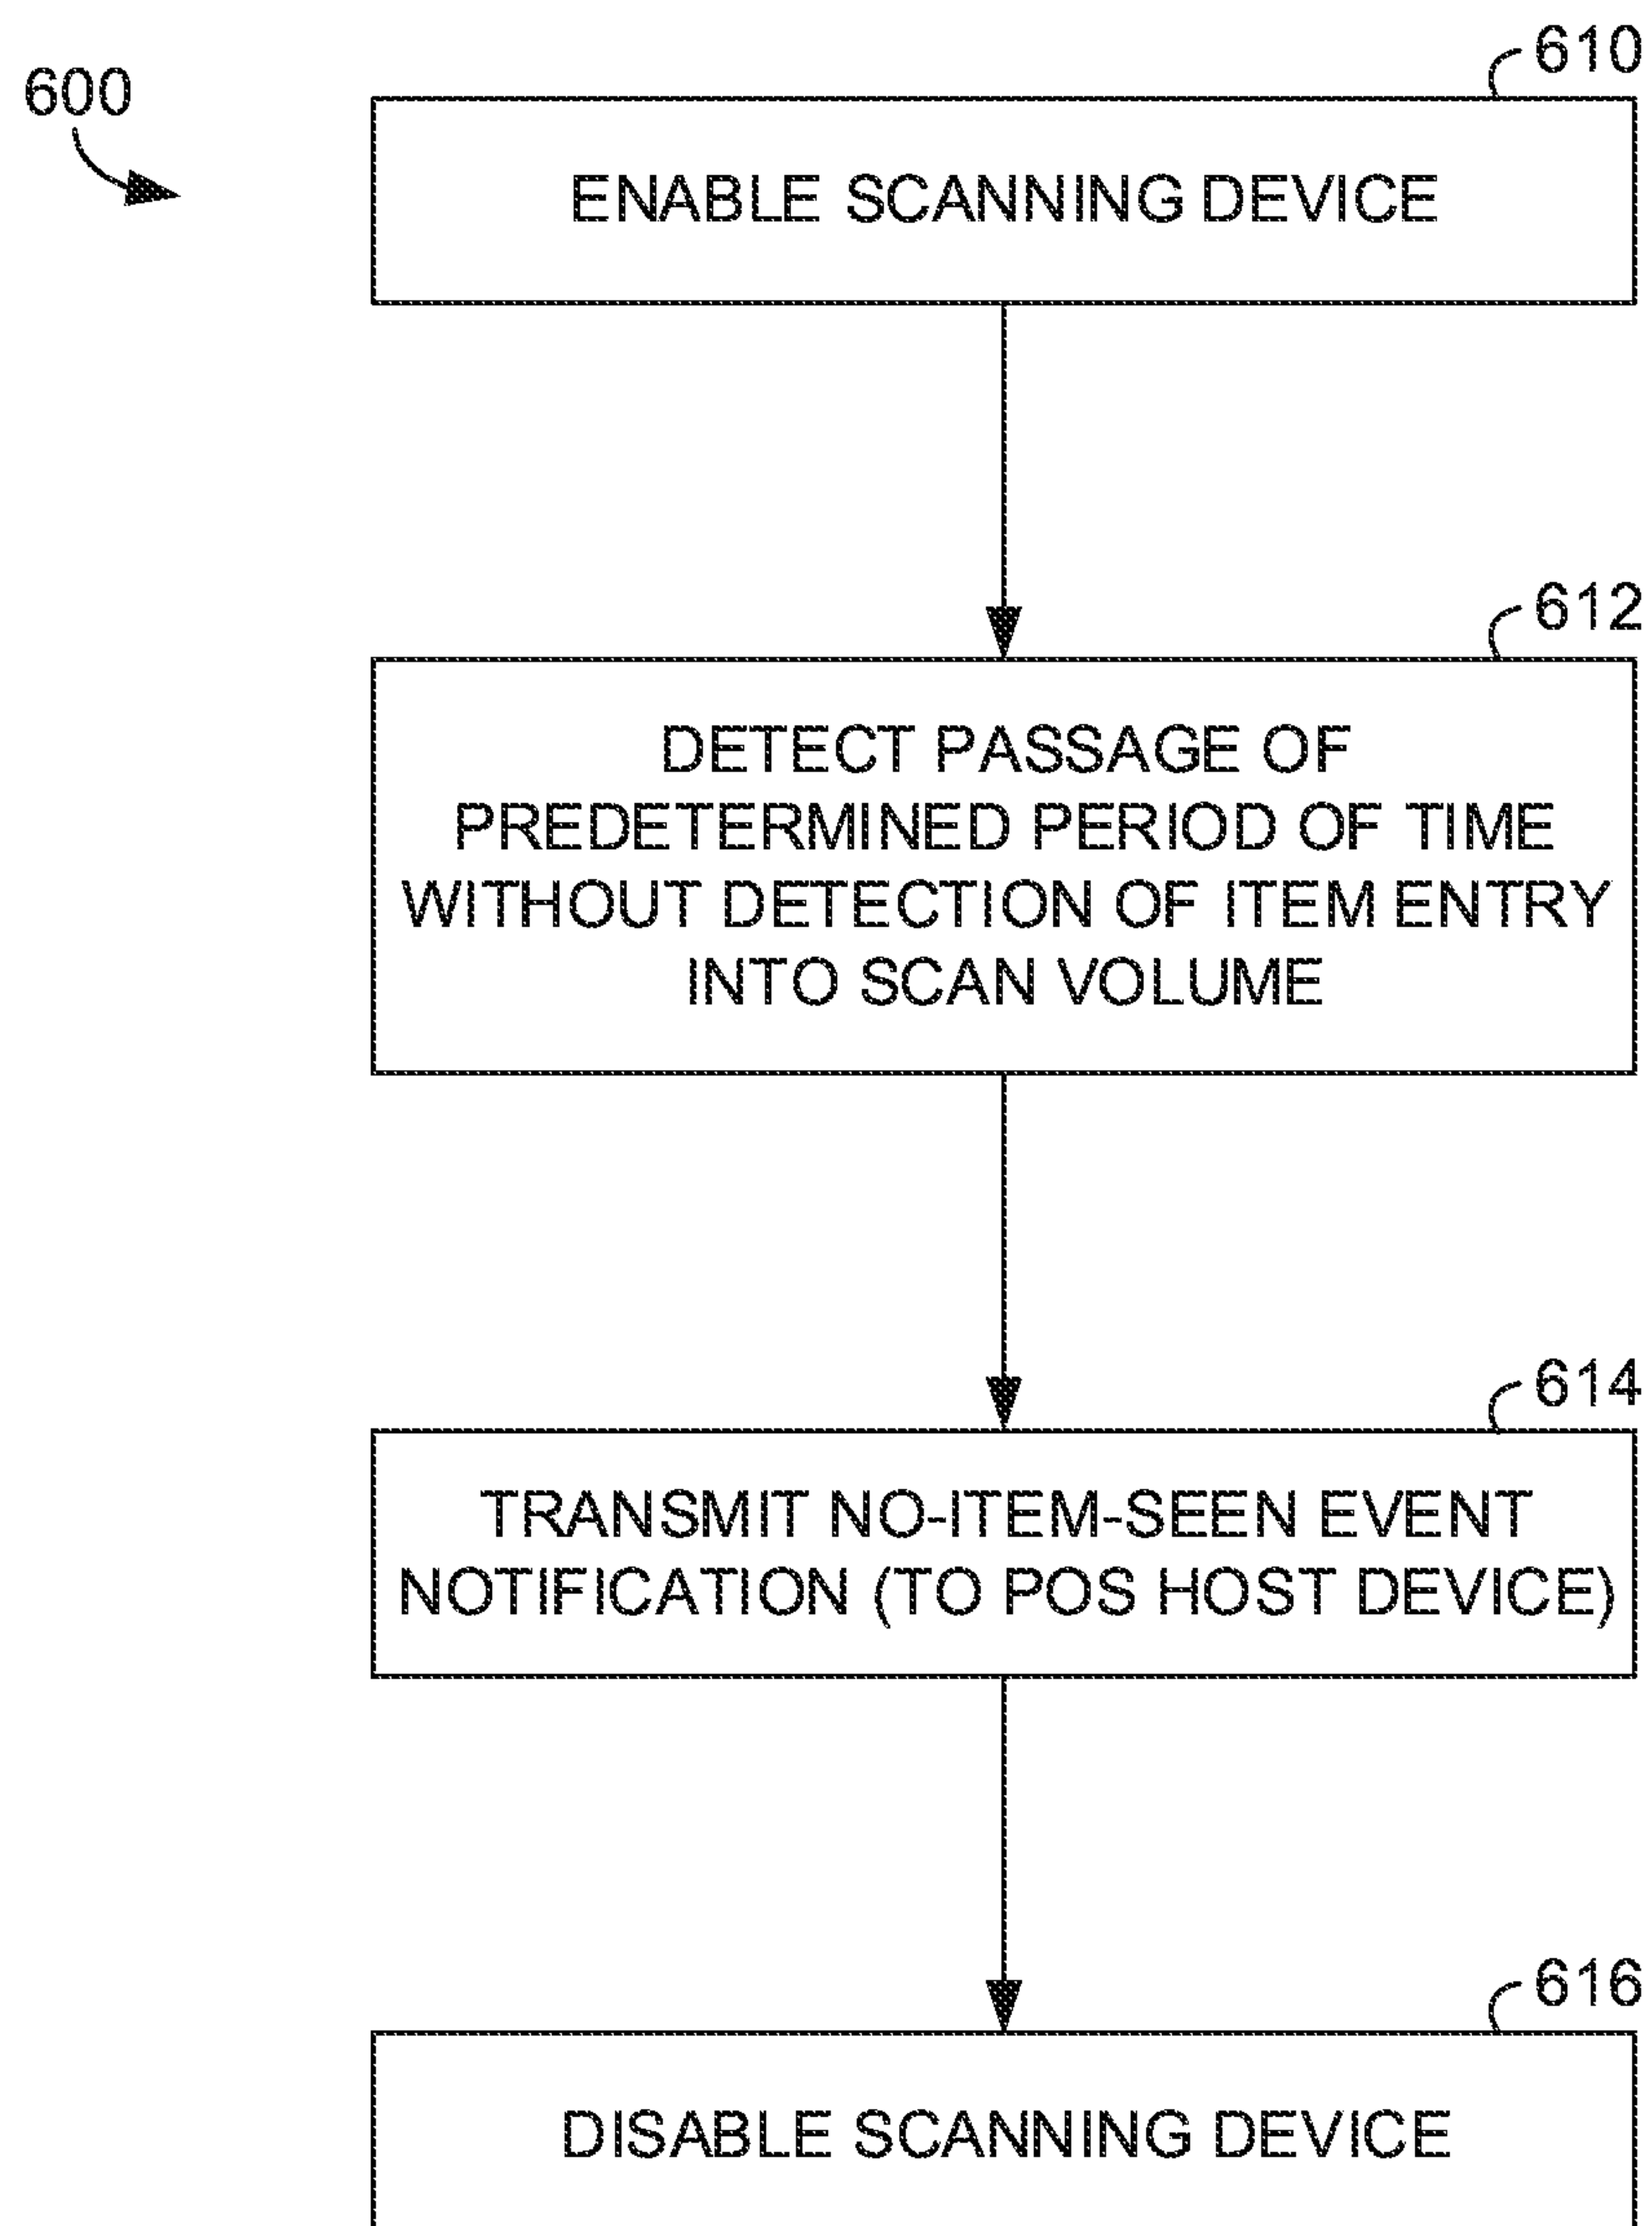 600
610
ENABLE SCANNING DEVICE
612
DETECT PASSAGE OF
PREDETERMINED PERIOD OF TIME
WITHOUT DETECTION OF ITEM ENTRY
INTO SCAN VOLUME
614
TRANSMIT NO-ITEM-SEEN EVENT
NOTIFICATION (TO POS HOST DEVICE)
616
DISABLE SCANNING DEVICE